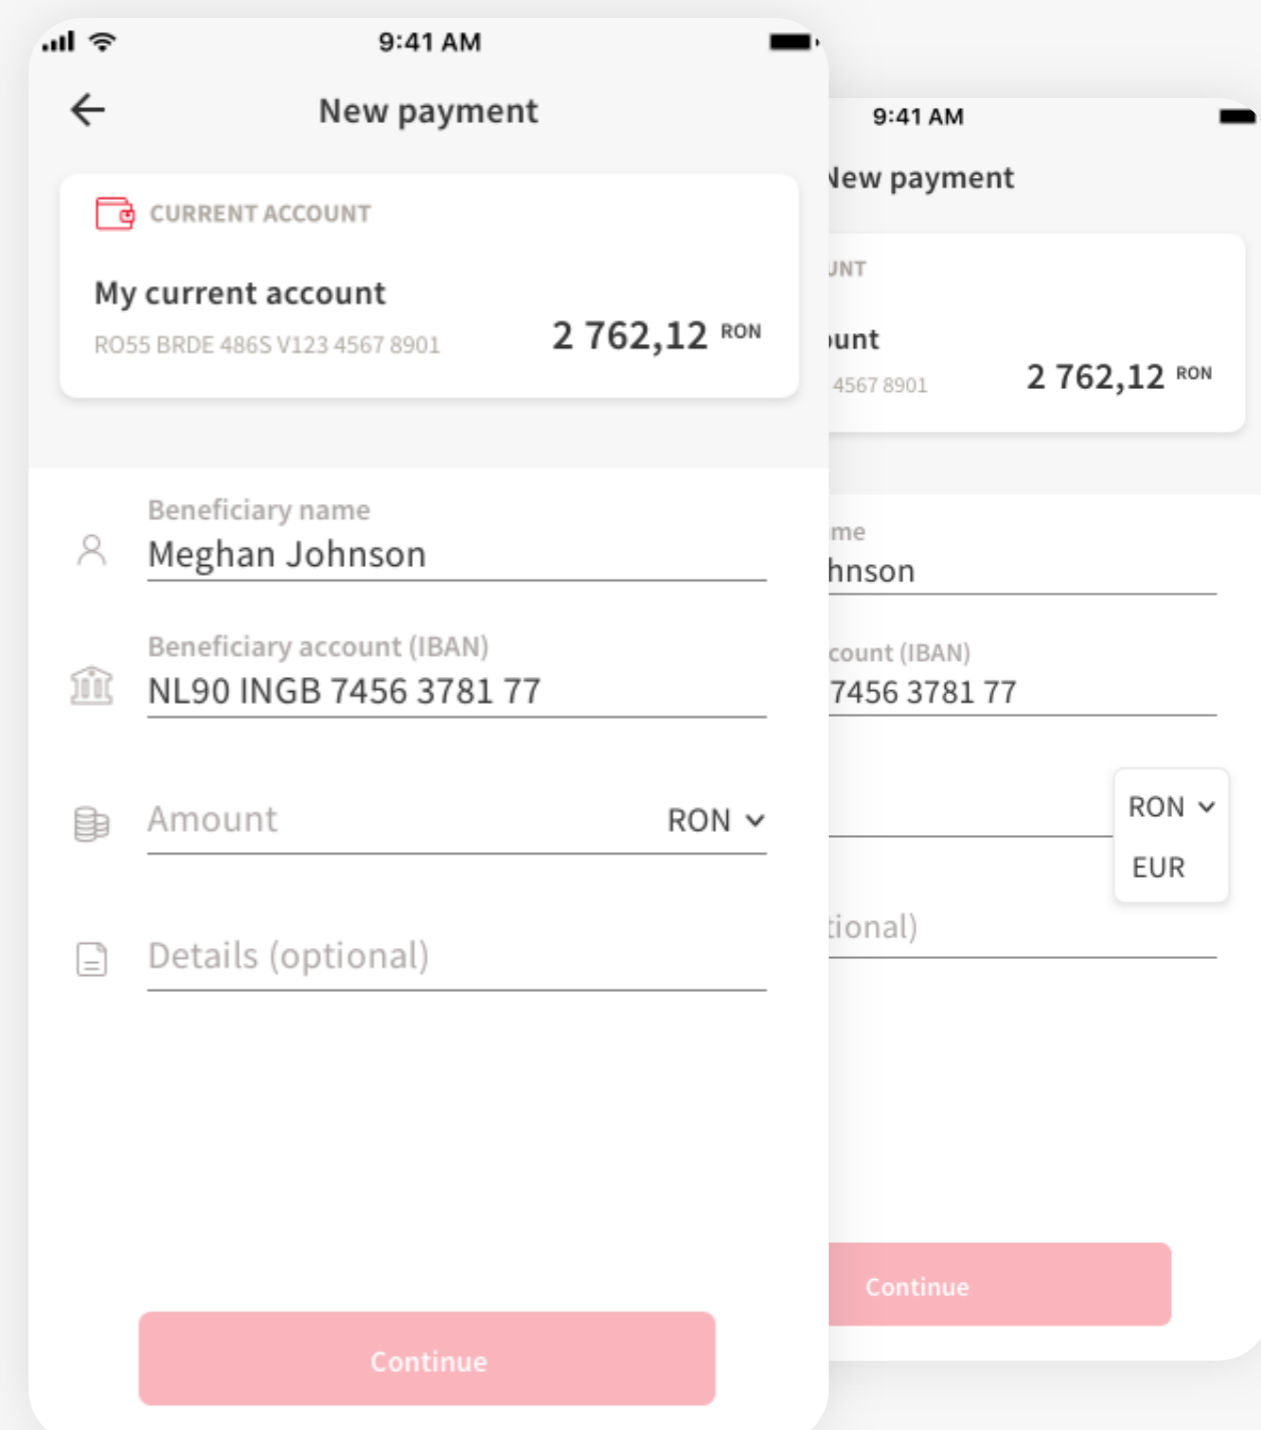 9:41 AM
New payment
CURRENT ACCOUNT
My current account
RO55 BRDE 486S V123 4567 8901
2 762,12 RON
Beneficiary name
Meghan Johnson
Beneficiary account (IBAN)
NL90 INGB 7456 3781 77
Amount
RON
Details (optional)
Continue
9:41 AM
New payment
UNT
ount
4567 8901
2 762,12 RON
me
hnson
count (IBAN)
7456 3781 77
RON
EUR
tional)
Continue